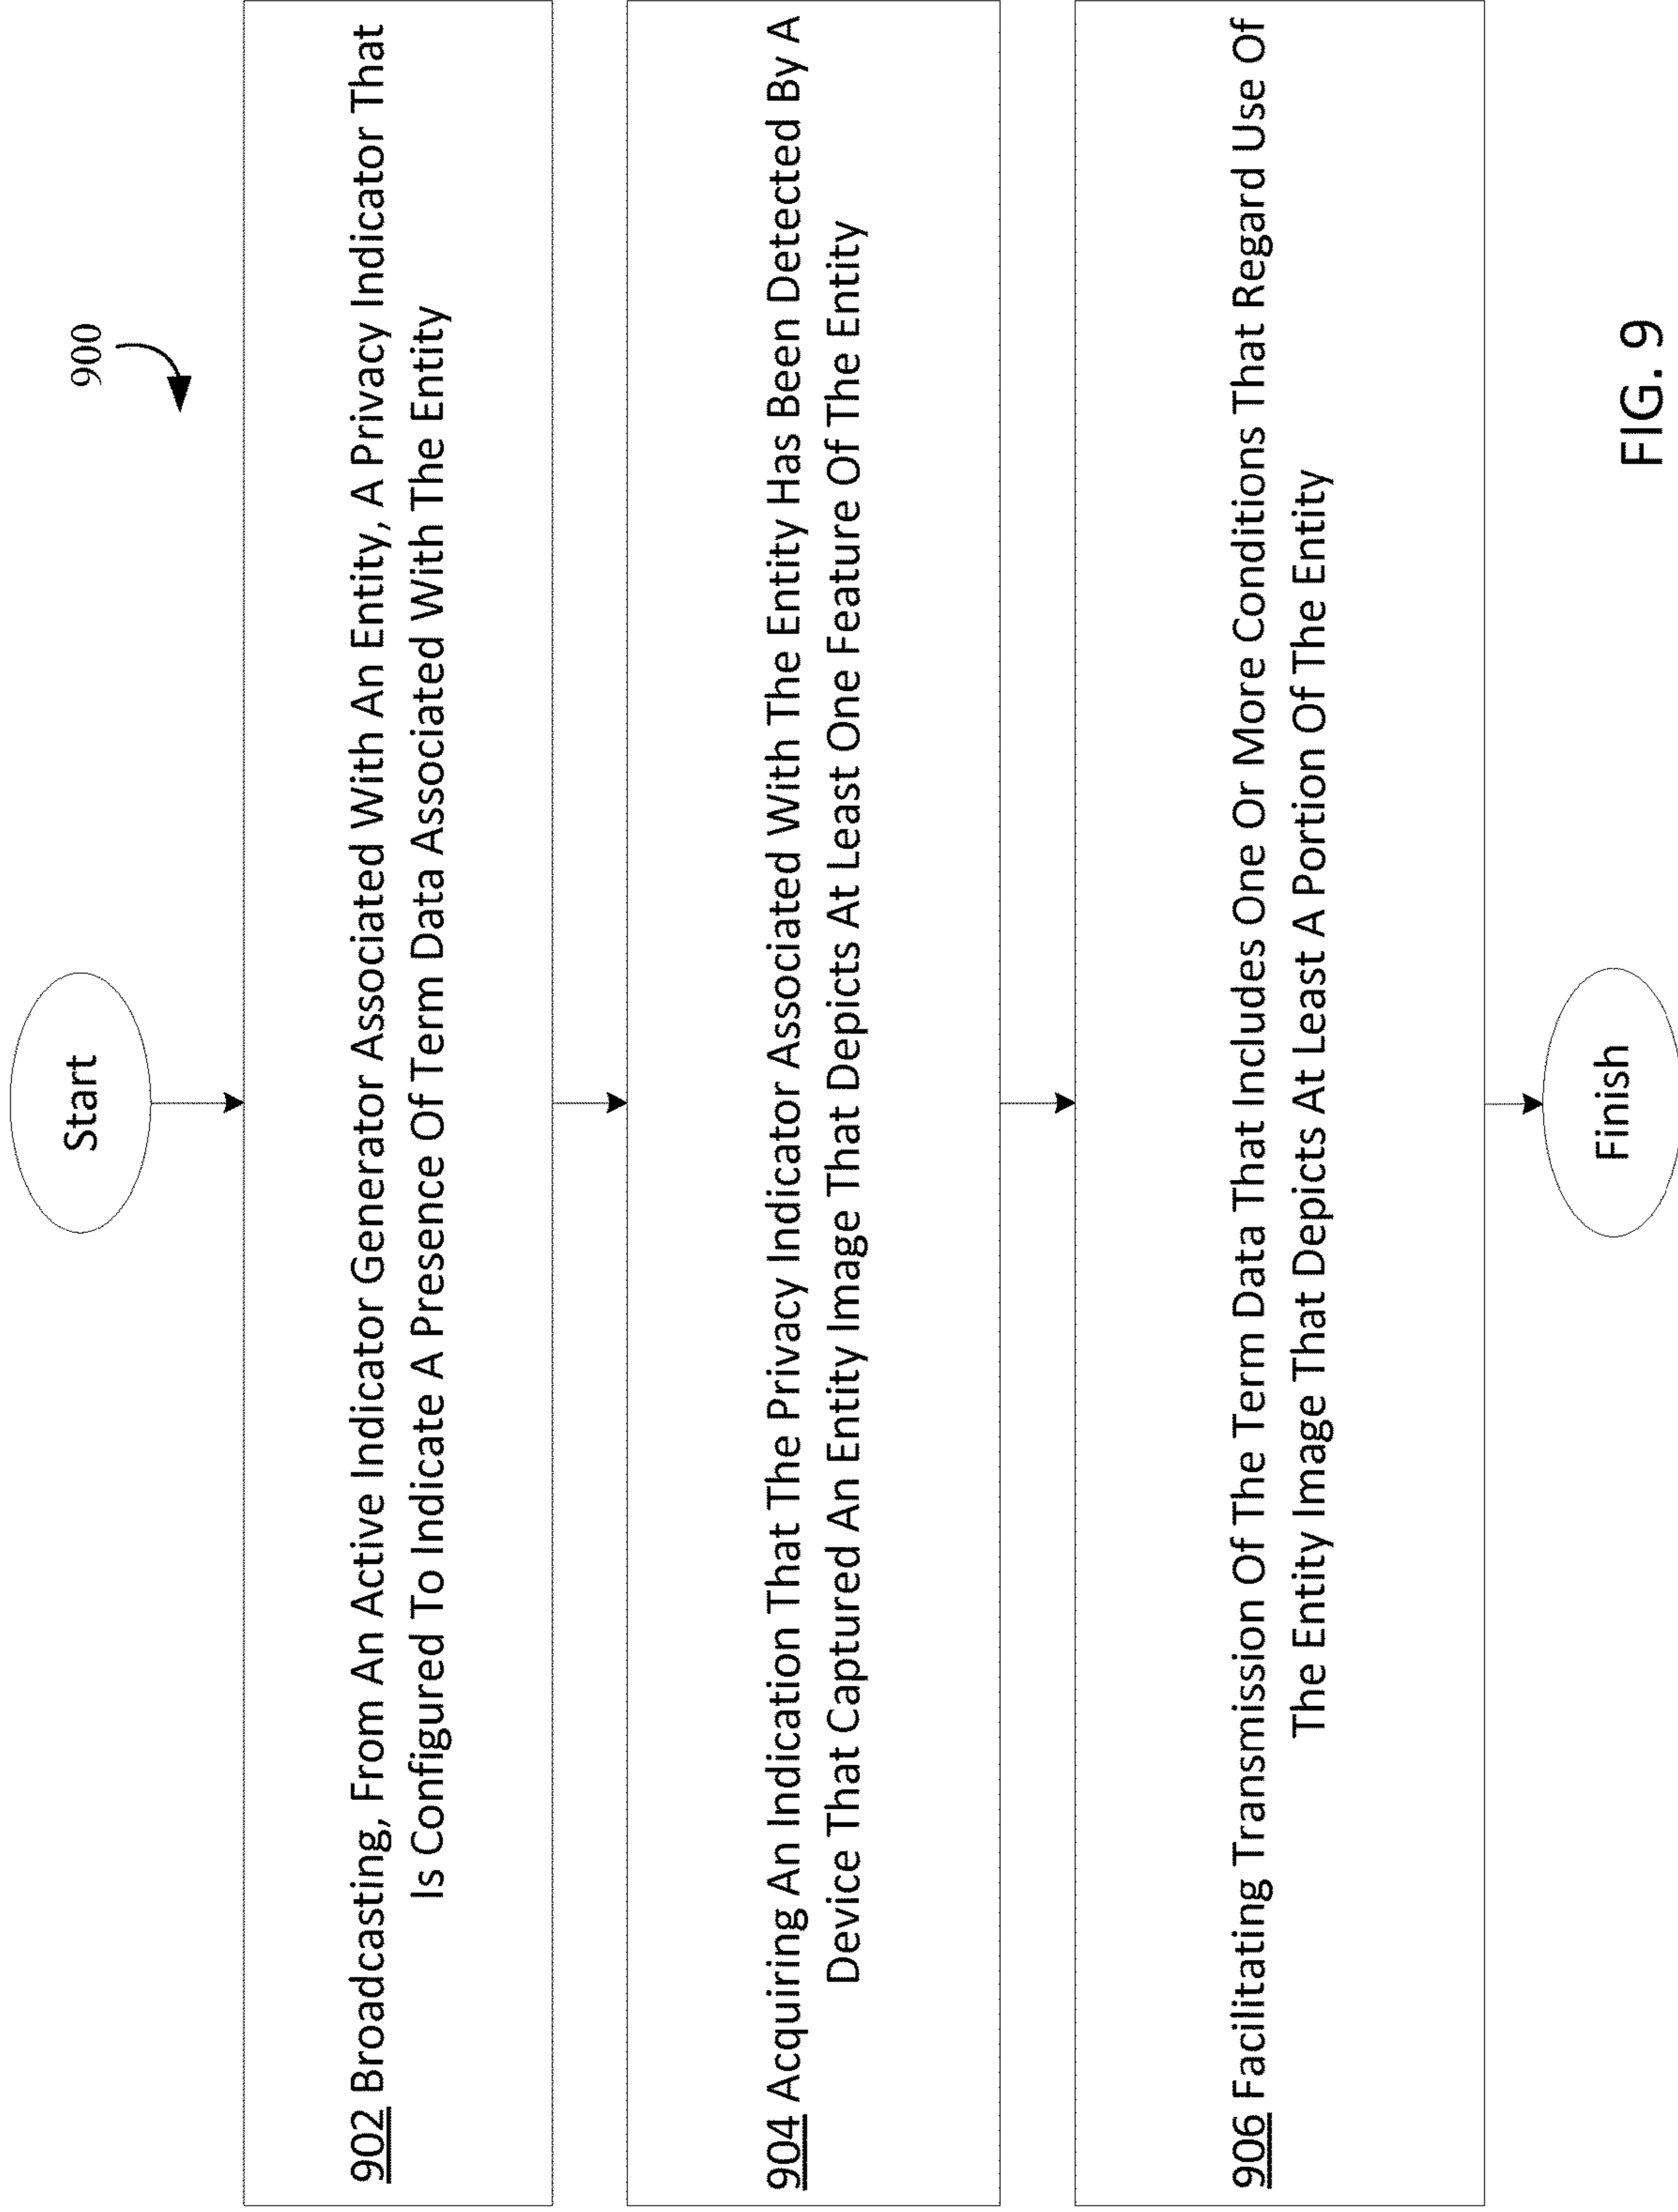 900
Start
902 Broadcasting, From An Active Indicator Generator Associated With An Entity, A Privacy Indicator That
Is Configured To Indicate A Presence Of Term Data Associated With The Entity
904 Acquiring An Indication That The Privacy Indicator Associated With The Entity Has Been Detected By A
Device That Captured An Entity Image That Depicts At Least One Feature Of The Entity
906 Facilitating Transmission Of The Term Data That Includes One Or More Conditions That Regard Use Of
The Entity Image That Depicts At Least A Portion Of The Entity
Finish
FIG. 9